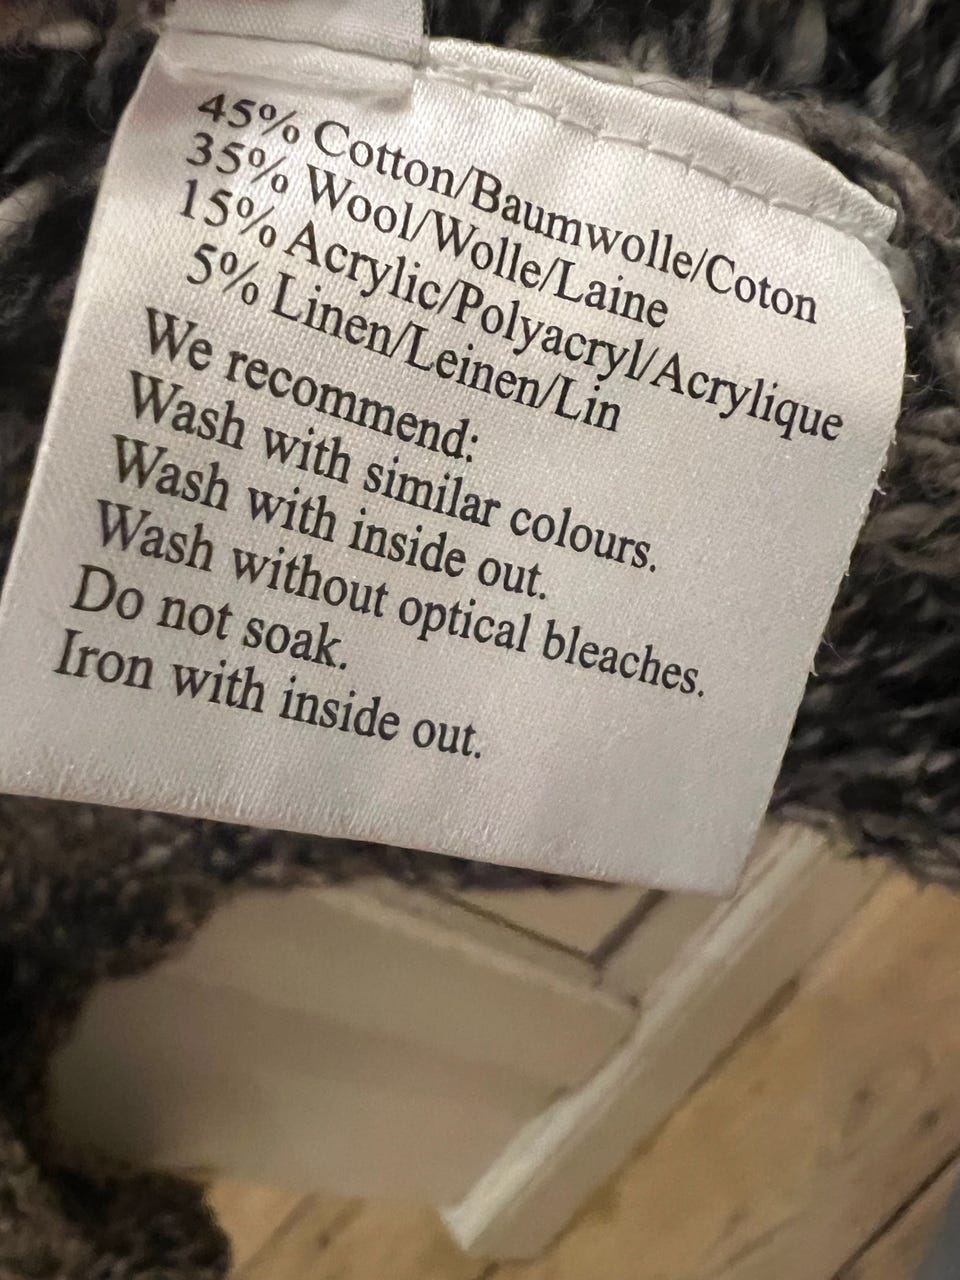 45% Cotton/Baumwolle/Coton
35% Wool/Wolle/Laine
15% Acrylic/Polyacryl/Acrylique
5% Linen/Leinen/Lin
We recommend:
Wash with similar colours.
Wash with inside out.
Wash without optical bleaches.
Do not soak.
Iron with inside out.